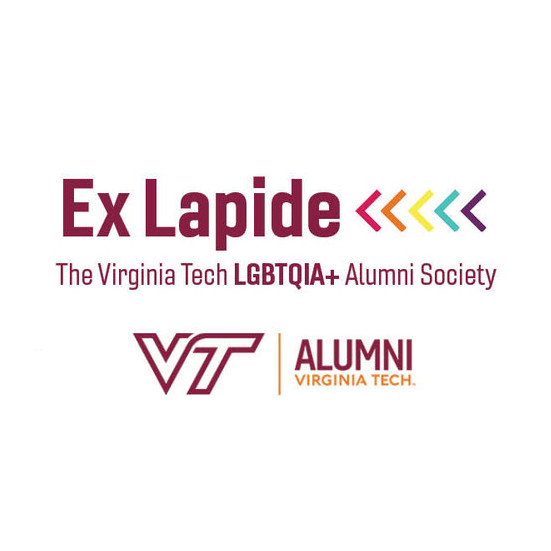 Ex Lapide
The Virginia Tech LGBTQIA+ Alumni Society
VT
ALUMNI
VIRGINIA TECH.